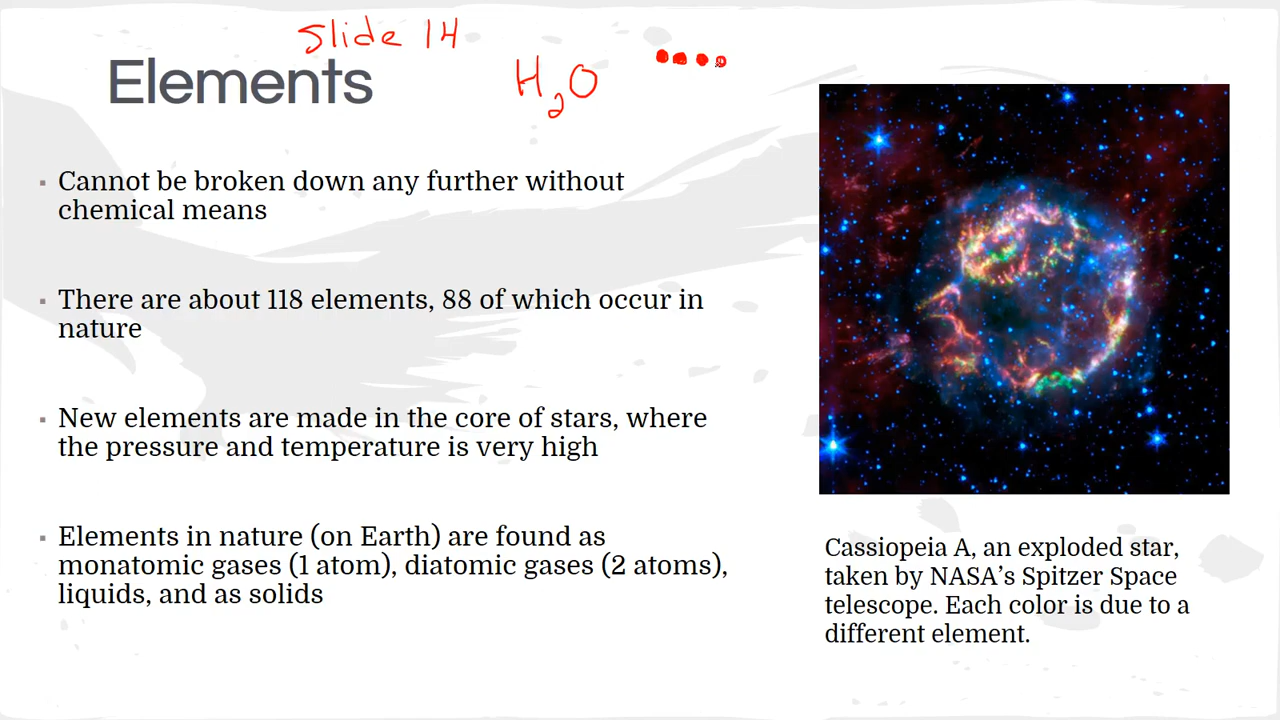 Slide 14
Elements
H2O
▪ Cannot be broken down any further without
chemical means
▪ There are about 118 elements, 88 of which occur in
nature
▪ New elements are made in the core of stars, where
the pressure and temperature is very high
▪ Elements in nature (on Earth) are found as
monatomic gases (1 atom), diatomic gases (2 atoms),
liquids, and as solids
Cassiopeia A, an exploded star,
taken by NASA’s Spitzer Space
telescope. Each color is due to a
different element.